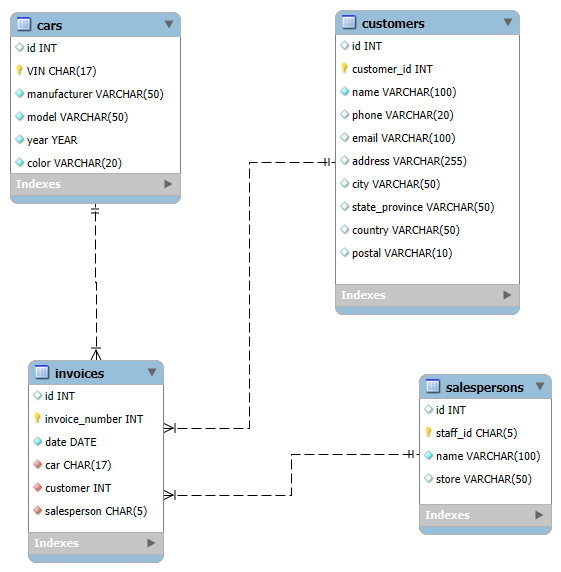 cars
id INT
VIN CHAR(17)
manufacturer VARCHAR(50)
model VARCHAR(50)
year YEAR
color VARCHAR(20)
Indexes
customers
id INT
customer_id INT
name VARCHAR(100)
phone VARCHAR(20)
email VARCHAR(100)
address VARCHAR(255)
city VARCHAR(50)
state_province VARCHAR(50)
country VARCHAR(50)
postal VARCHAR(10)
Indexes
invoices
id INT
invoice_number INT
date DATE
car CHAR(17)
customer INT
salesperson CHAR(5)
Indexes
salespersons
id INT
staff_id CHAR(5)
name VARCHAR(100)
store VARCHAR(50)
Indexes